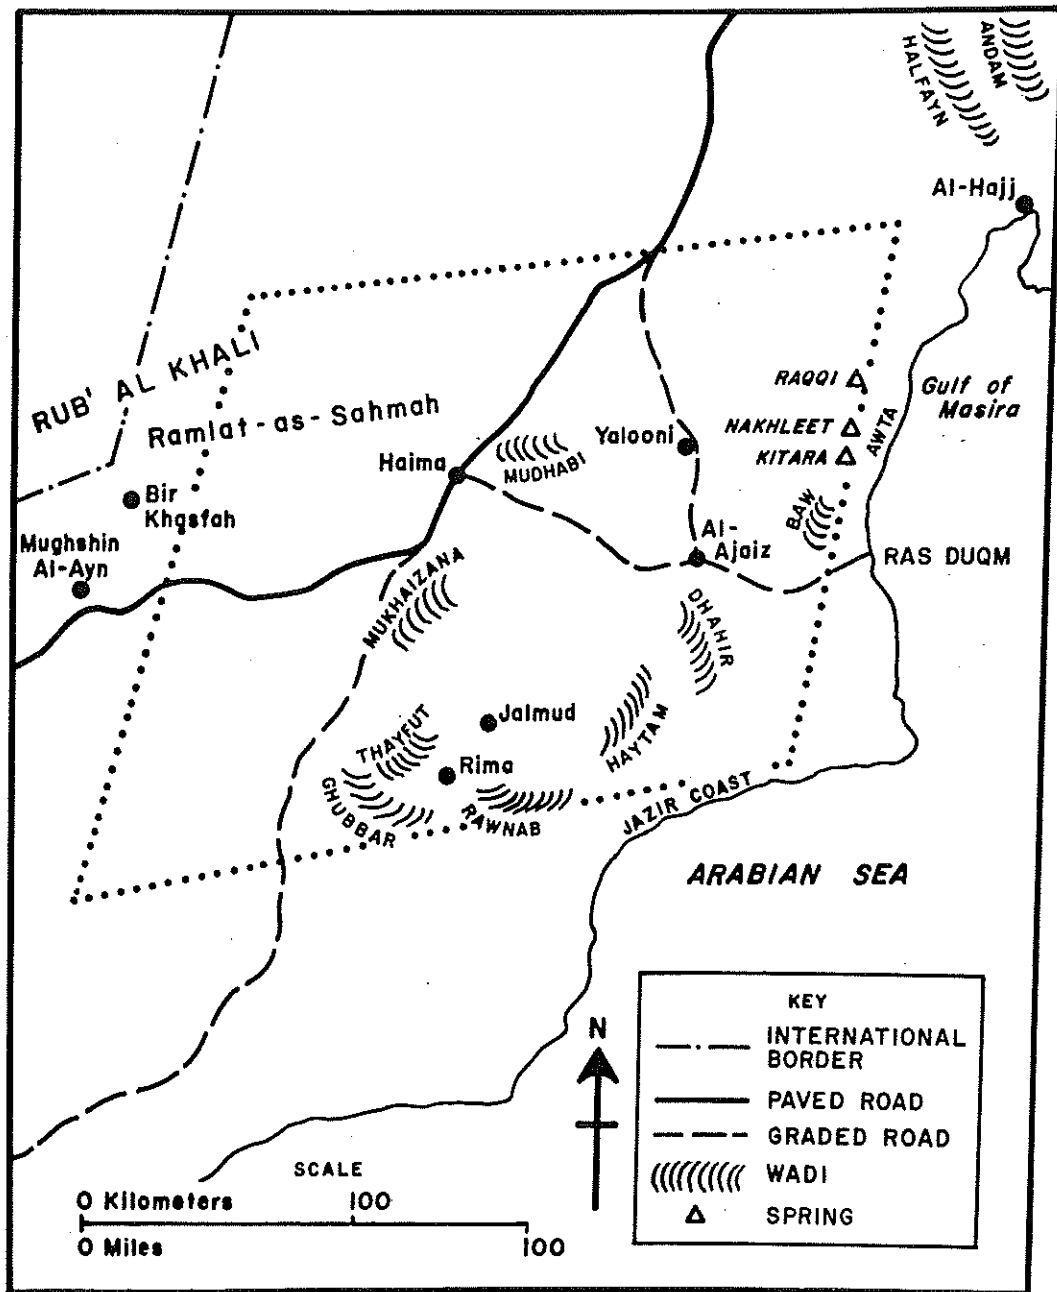 ANDAM
HALFAYN
Al-Hajj
RUB' AL KHALI
Ramlat-as-Sahmah
RAQQI
Gulf of
Masira
NAKHLEET
AWTA
KITARA
Yalooni
Haima
MUDHABI
Bir
Khasfah
Mughshin
Al-Ayn
BAW
Al-
Ajaiz
RAS DUQM
MUKHAIZANA
DHAHIR
Jalmud
THAYFUT
HAYTAM
Rima
GHUBBAR
RAWNAB
JAZIR COAST
ARABIAN SEA
N
KEY
INTERNATIONAL
BORDER
PAVED ROAD
GRADED ROAD
WADI
SPRING
SCALE
0 Kilometers 100
0 Miles 100